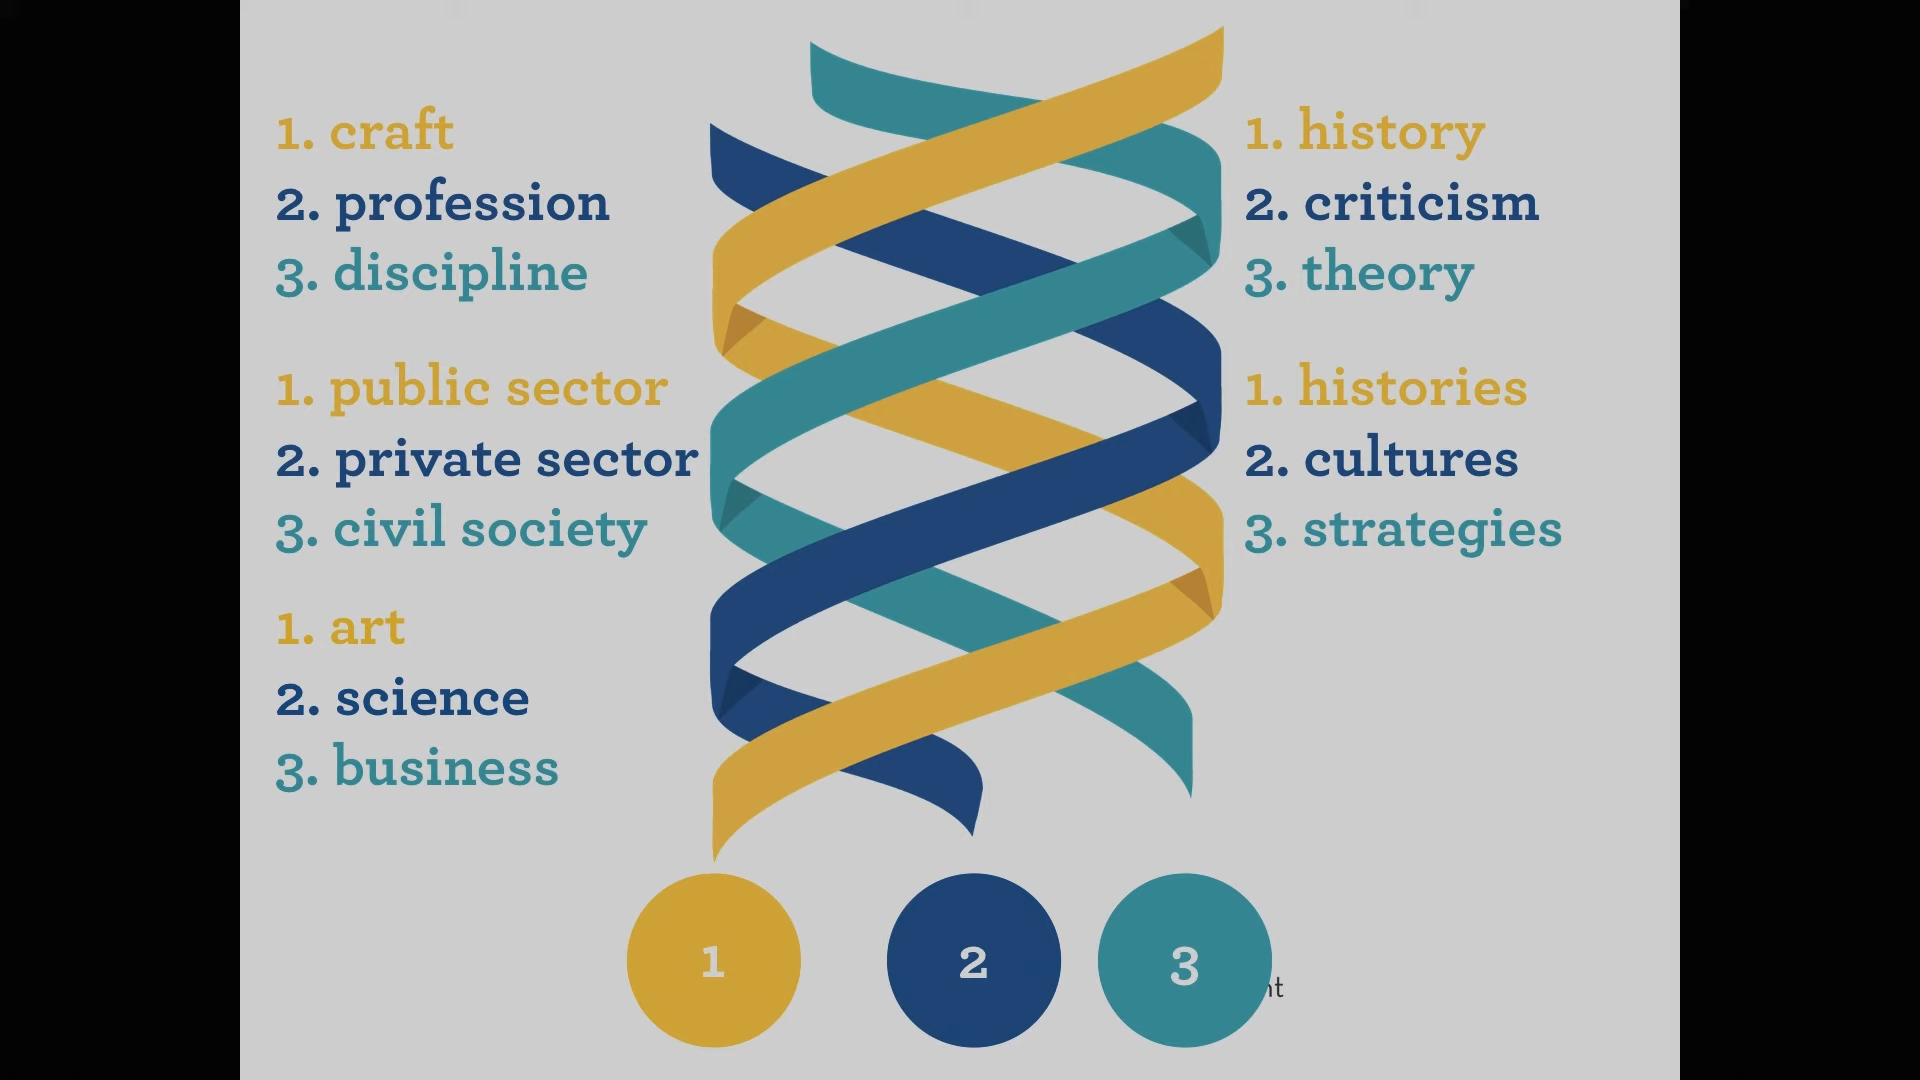 1. craft
2. profession
3. discipline
1. public sector
2. private sector
3. civil society
1. art
2. science
3. business
1. history
2. criticism
3. theory
1. histories
2. cultures
3. strategies
1
2
3